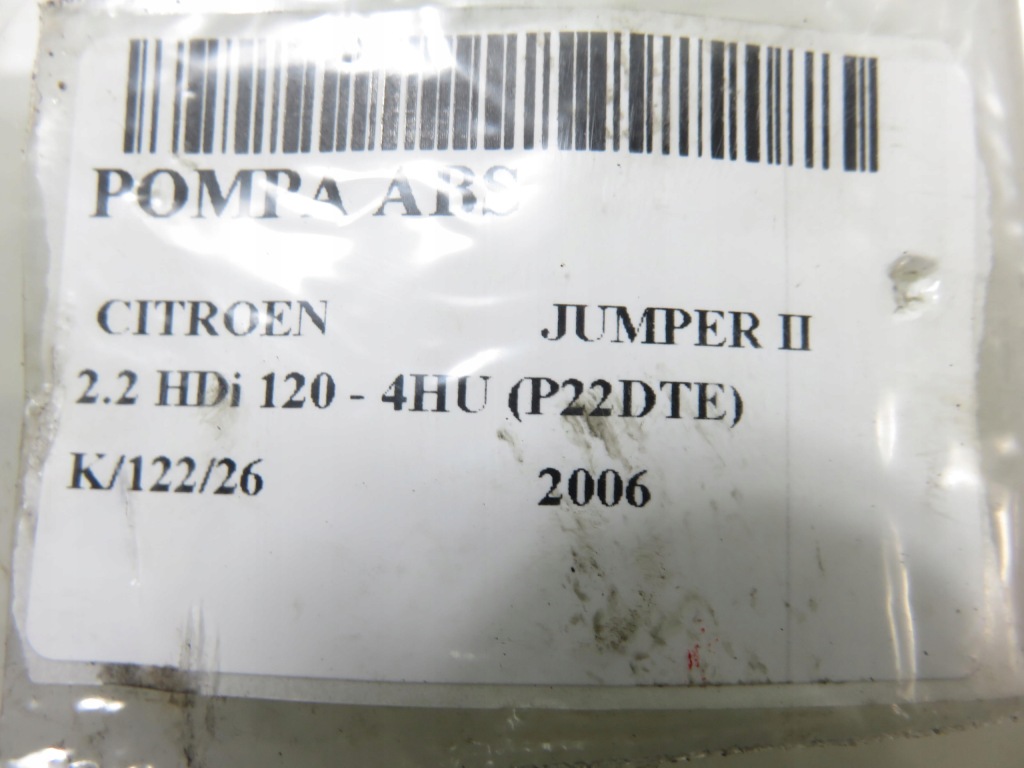 POMPA ABS
CITROEN JUMPER II
2.2 HDi 120 - 4HU (P22DTE)
K/122/26 2006